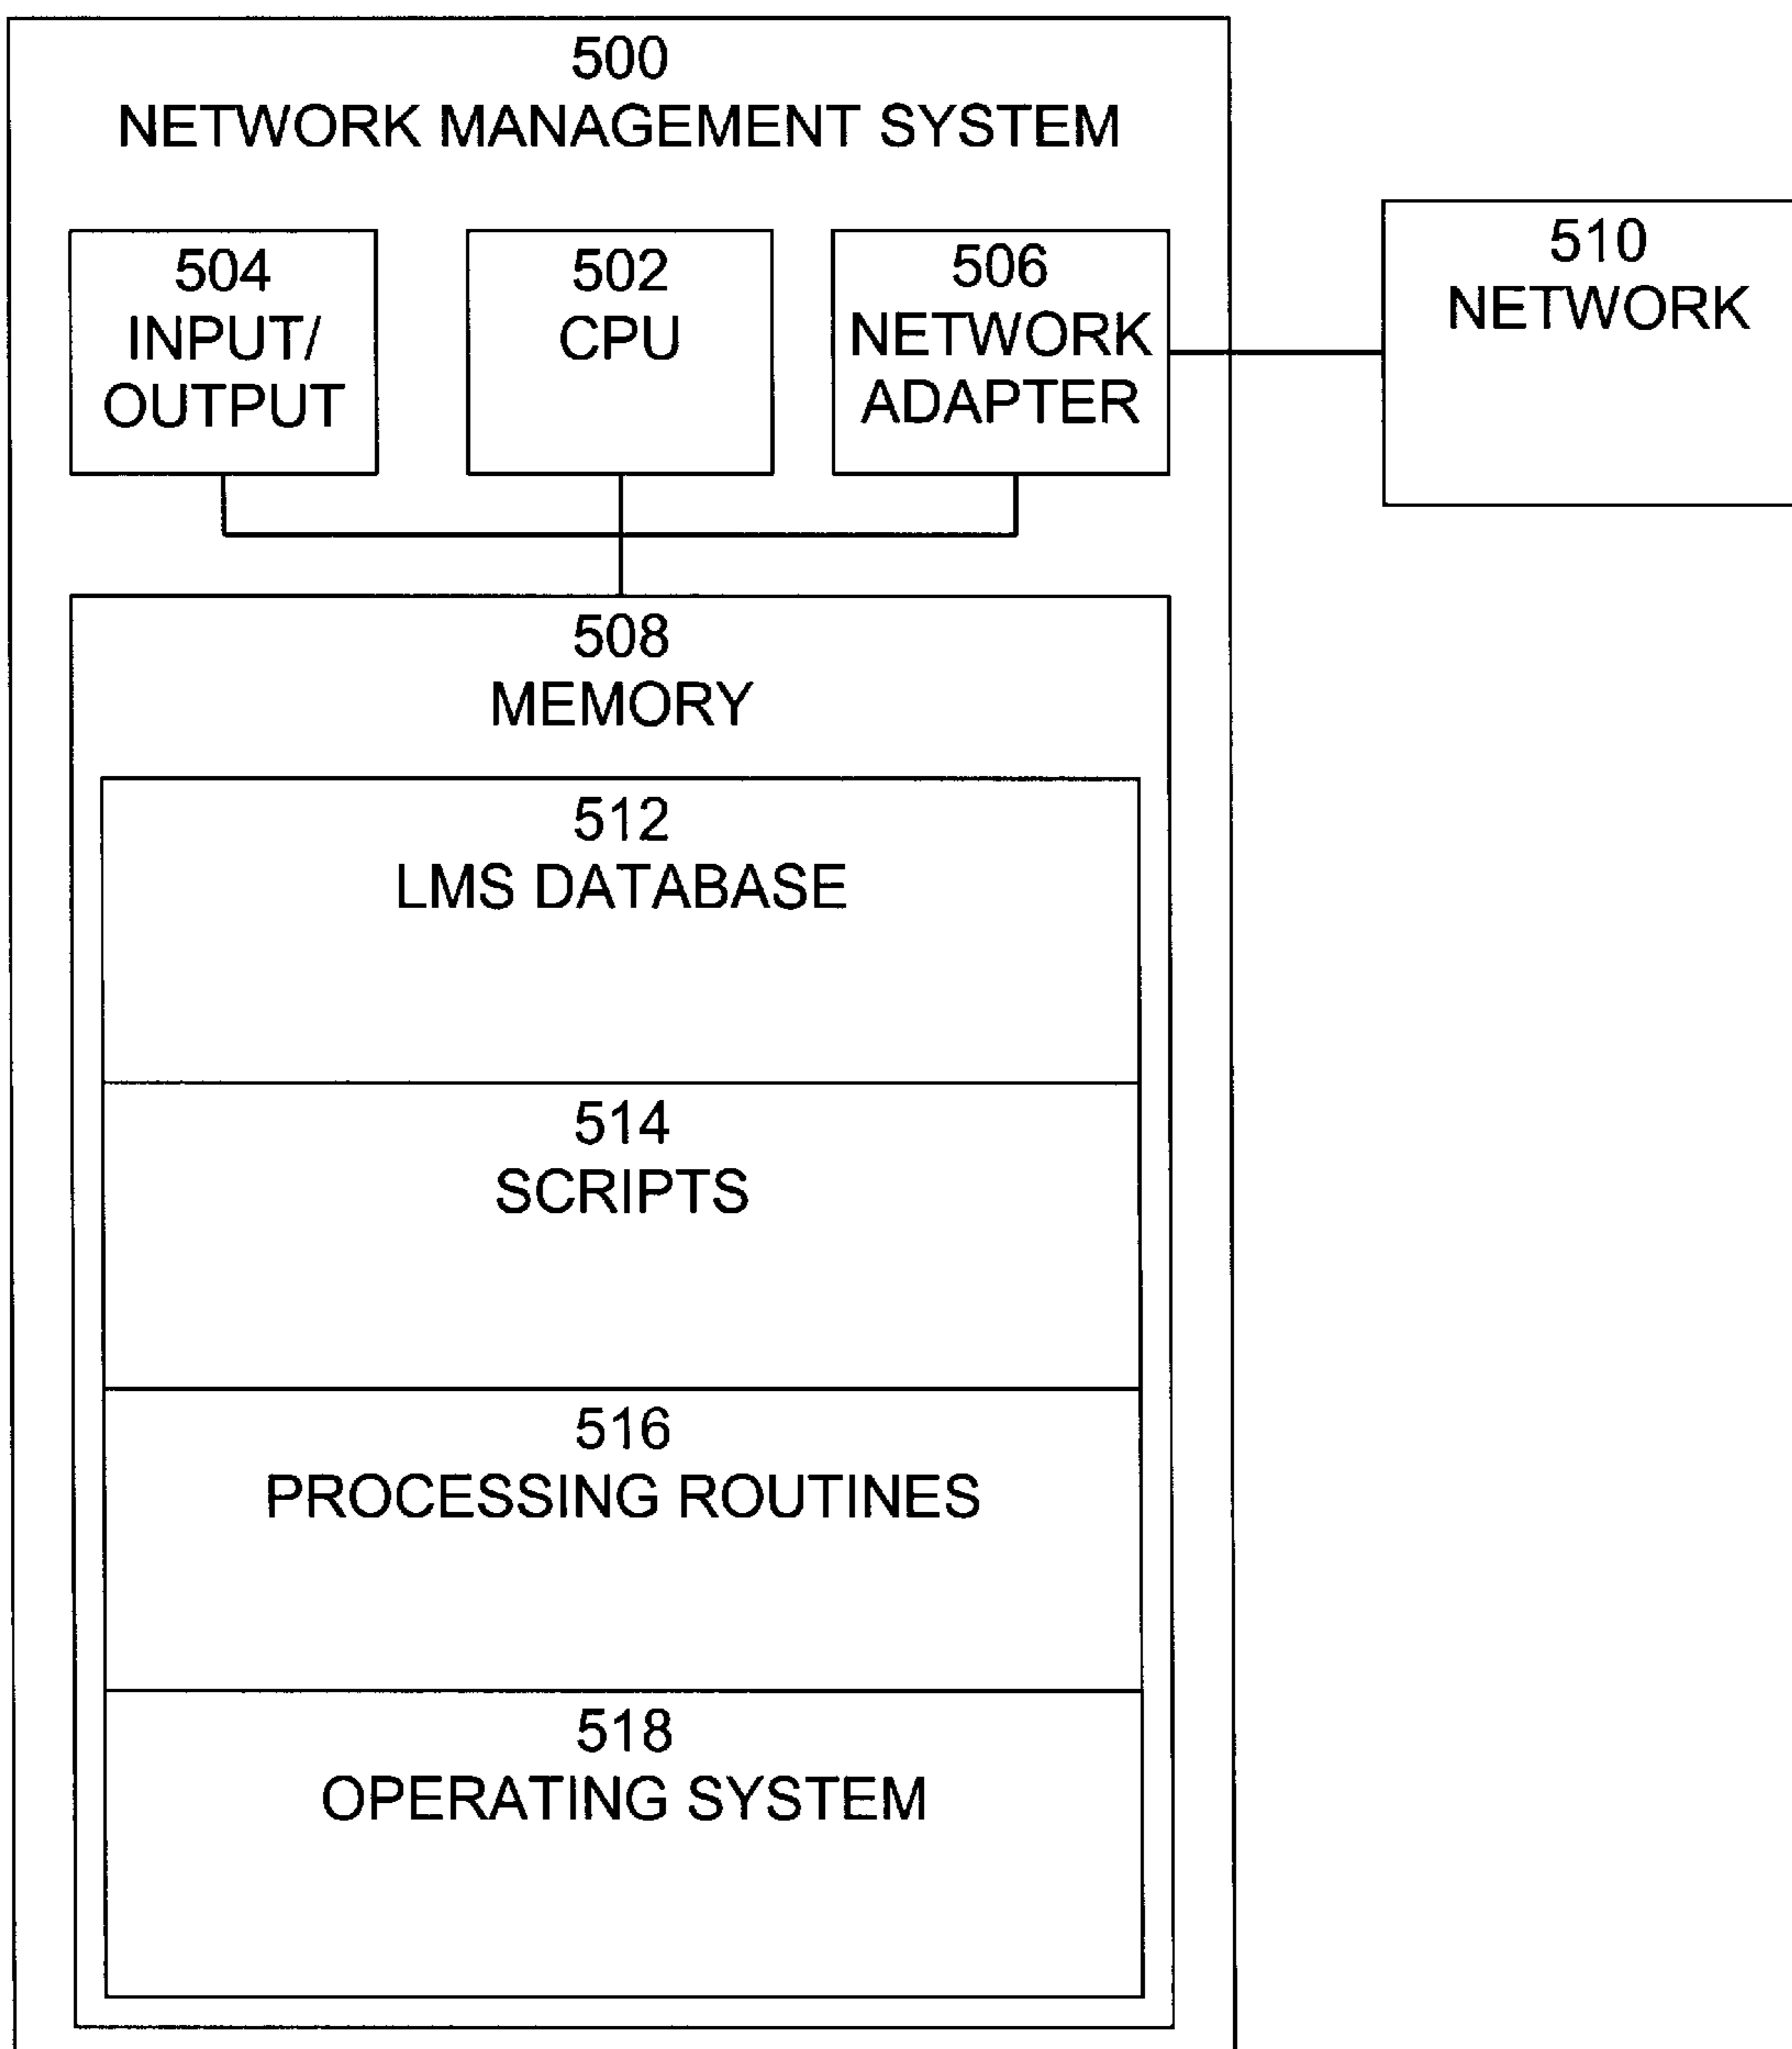 500
NETWORK MANAGEMENT SYSTEM
504
INPUT/
OUTPUT
502
CPU
506
NETWORK
ADAPTER
510
NETWORK
508
MEMORY
512
LMS DATABASE
514
SCRIPTS
516
PROCESSING ROUTINES
518
OPERATING SYSTEM